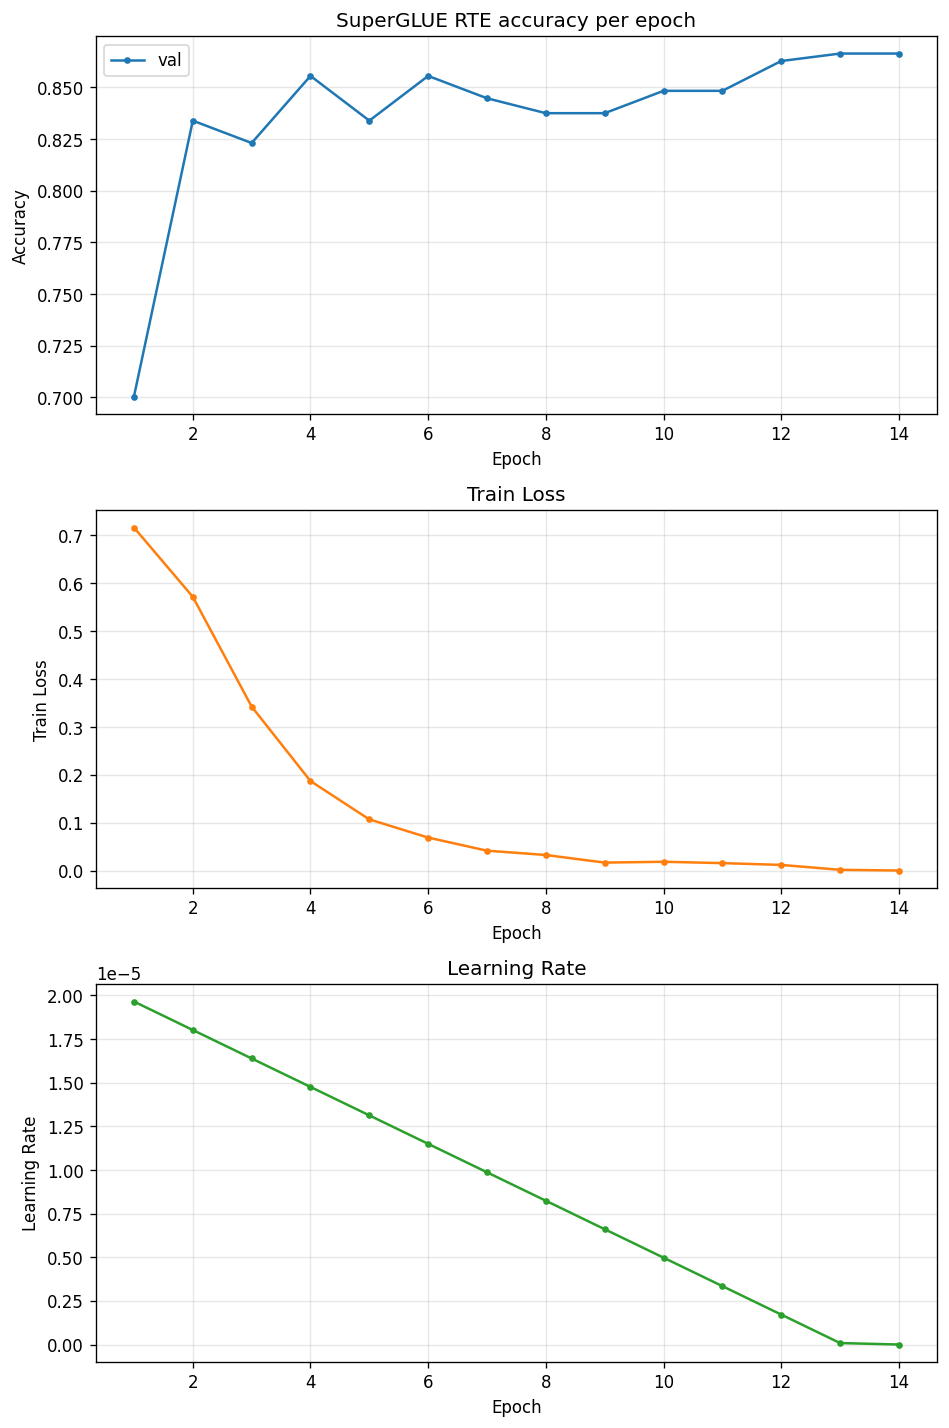 SuperGLUE RTE accuracy per epoch
val
0.850
0.825
0.800
0.775
0.750
0.725
0.700
Accuracy
2 4 6 8 10 12 14
Epoch
Train Loss
0.7
0.6
0.5
0.4
0.3
0.2
0.1
0.0
Train Loss
2 4 6 8 10 12 14
Epoch
Learning Rate
1e−5
2.00
1.75
1.50
1.25
1.00
0.75
0.50
0.25
0.00
Learning Rate
2 4 6 8 10 12 14
Epoch